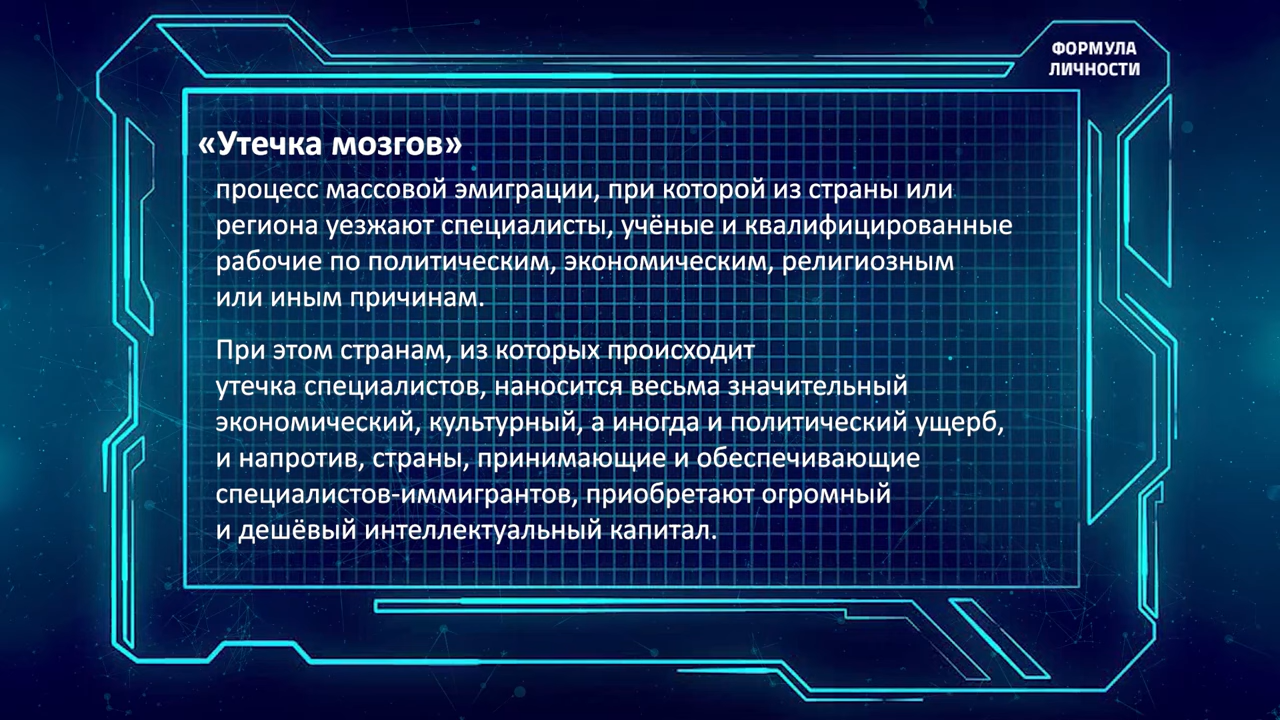 ФОРМУЛА
ЛИЧНОСТИ
«Утечка мозгов»
процесс массовой эмиграции, при которой из страны или
региона уезжают специалисты, учёные и квалифицированные
рабочие по политическим, экономическим, религиозным
или иным причинам.
При этом странам, из которых происходит
утечка специалистов, наносится весьма значительный
экономический, культурный, а иногда и политический ущерб,
и напротив, страны, принимающие и обеспечивающие
специалистов-иммигрантов, приобретают огромный
и дешёвый интеллектуальный капитал.